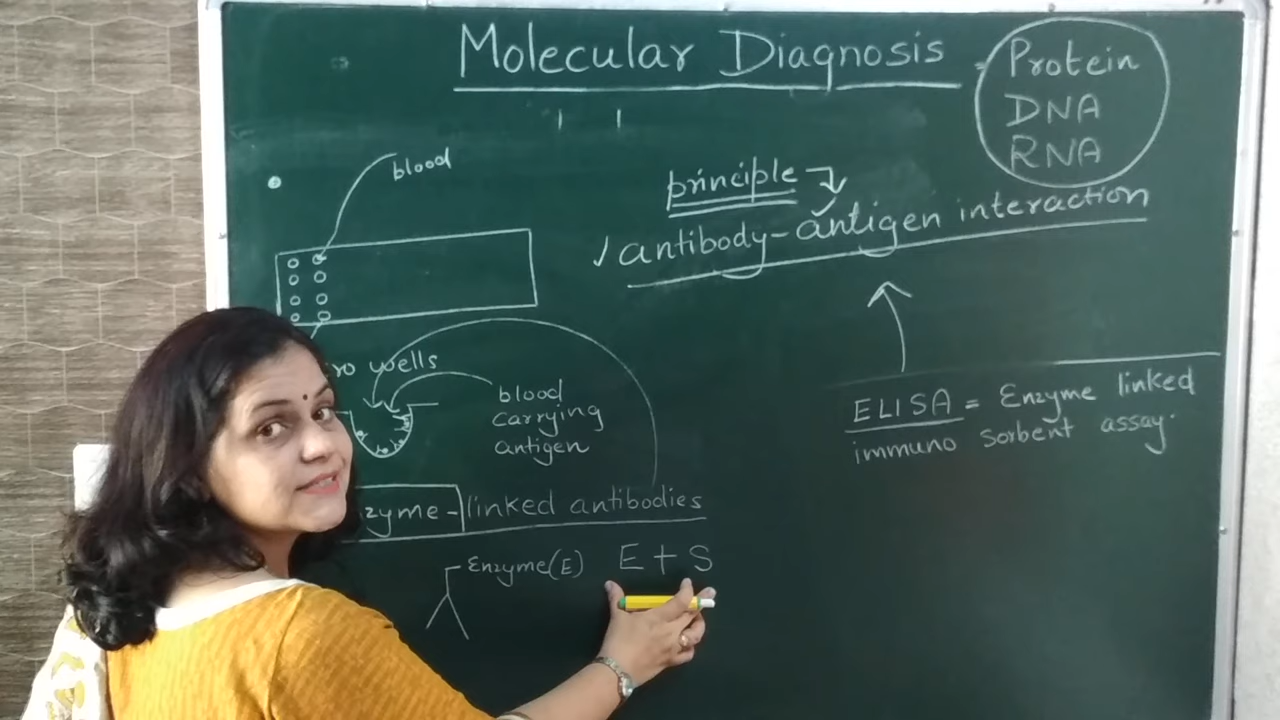 Molecular Diagnosis
Protein
DNA
RNA
blood
principle
antibody-antigen interaction
wells
blood
carrying
antigen
ELISA = Enzyme linked
immuno sorbent assay.
linked antibodies
Enzyme(E) E + S